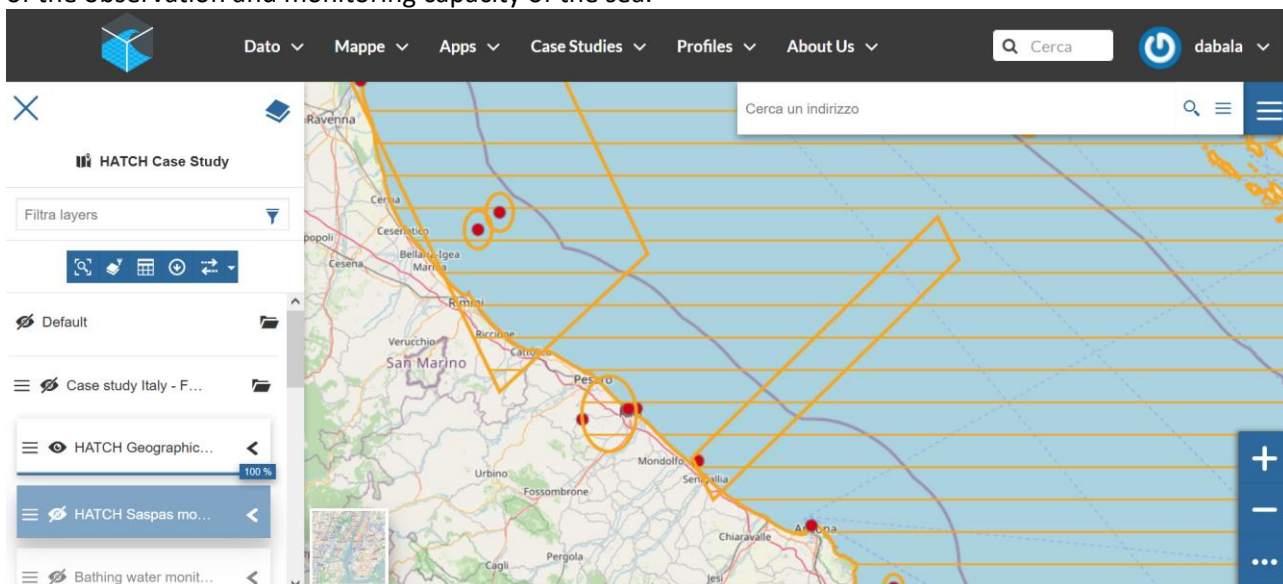 of the observation and monitoring capacity of the sea.
Dato Mappe Apps Case Studies Profiles About Us Cerca dabala
Cerca un indirizzo
HATCH Case Study
Filtra layers
Default
Case study Italy - F...
HATCH Geographic...
100 %
HATCH Saspas mo...
Bathing water monit...
Ravenna
Cesenatico
Cesena
Bellaria-Igea
Marina
Rimini
Verucchio
Riccione
San Marino
Pesaro
Mondolfo
Urbino
Senigallia
Fossombrone
Ancona
Chiaravalle
Pergola
Cagli
Jesi